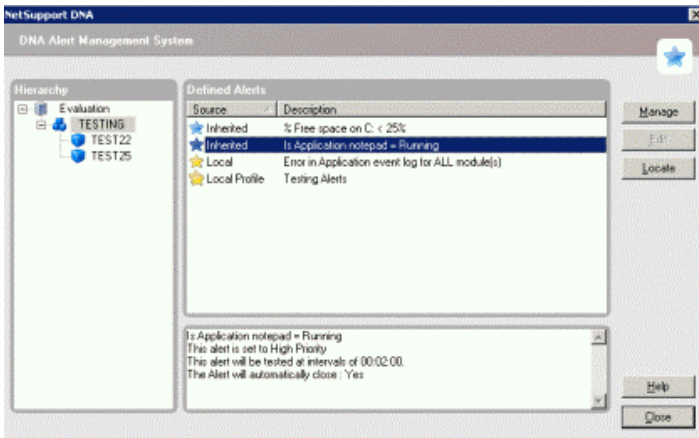 NetSupport DNA
DNA Alert Management System
Hierarchy
Evaluation
TESTING
TEST22
TEST25
Defined Alerts
Source Description
Inherited % Free space on C: < 25%
Inherited Is Application notepad = Running
Local Error in Application event log for ALL module(s)
Local Profile Testing Alerts
Is Application notepad = Running
This alert is set to High Priority
This alert will be tested at intervals of 00:02:00.
The Alert will automatically close : Yes
Manage
Edit
Locate
Help
Close